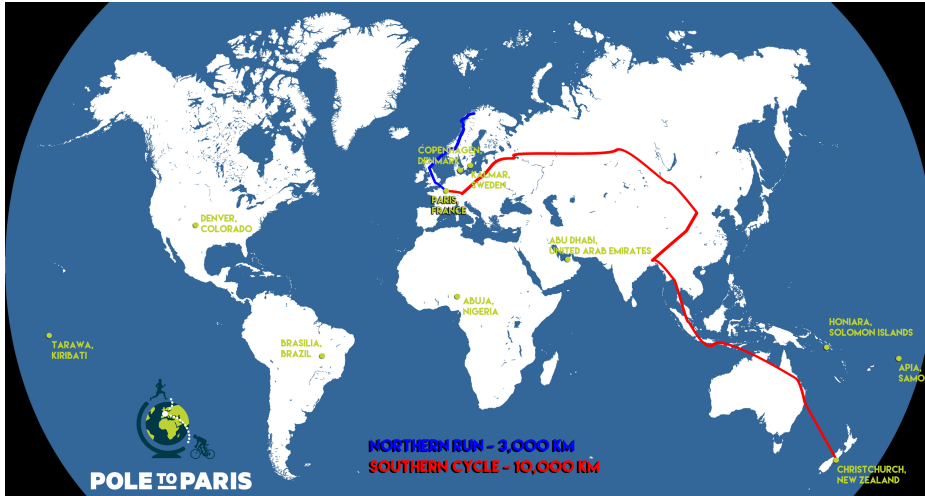 COPENHAGEN,
DENMARK
KALMAR,
SWEDEN
PARIS,
FRANCE
DENVER,
COLORADO
ABU DHABI,
UNITED ARAB EMIRATES
ABUJA,
NIGERIA
HONIARA,
SOLOMON ISLANDS
TARAWA,
KIRIBATI
BRASILIA,
BRAZIL
APIA,
SAMO
NORTHERN RUN - 3,000 KM
SOUTHERN CYCLE - 10,000 KM
CHRISTCHURCH,
NEW ZEALAND
POLE TO PARIS